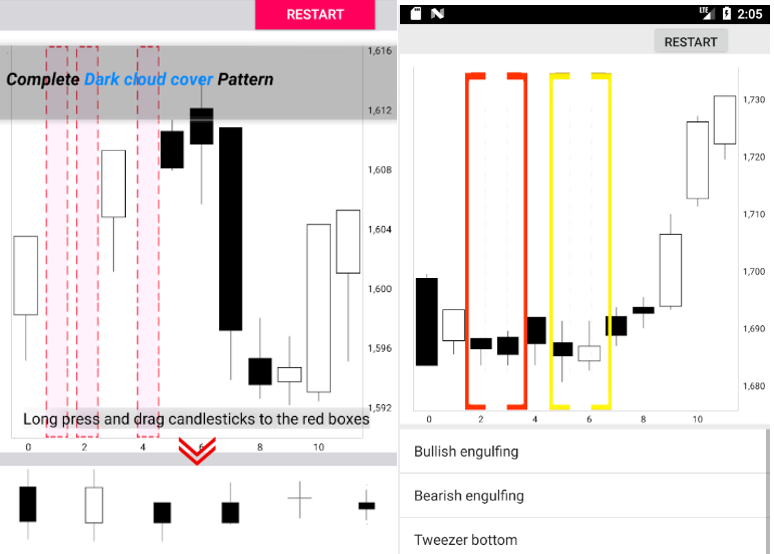 RESTART
Complete Dark cloud cover Pattern
1,616
1,612
1,608
1,604
1,600
1,596
1,592
Long press and drag candlesticks to the red boxes
0 2 4 6 8 10
LTE 2:05
RESTART
1,730
1,720
1,710
1,700
1,690
1,680
0 2 4 6 8 10
Bullish engulfing
Bearish engulfing
Tweezer bottom